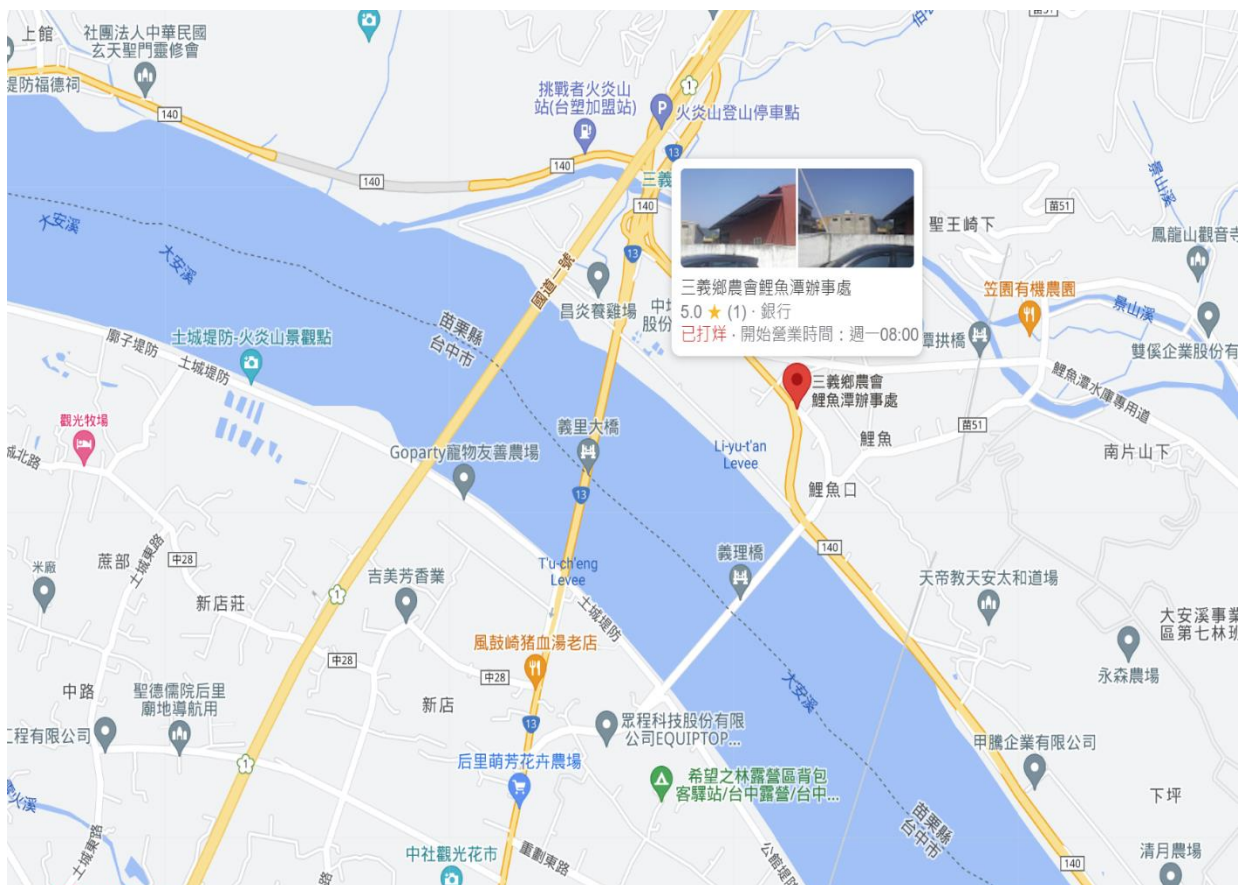 上館
社團法人中華民國
玄天聖門靈修會
堤防福德祠
140
140
140
140
140
挑戰者火炎山
站(台塑加盟站)
1
P
火炎山登山停車點
13
三義
13
三義鄉農會鯉魚潭辦事處
5.0 ★ (1) · 銀行
已打烊 · 開始營業時間：週一08:00
苗51
景山溪
聖王崎下
鳳龍山觀音寺
笠園有機農園
景山溪
潭拱橋
雙傒企業股份有
鯉魚潭水庫專用道
大安溪
大安溪
國道一號
昌炎養雞場
苗栗縣
台中市
士城堤防-火炎山景觀點
廓子堤防
土城堤防
觀光牧場
城北路
義里大橋
Goparty寵物友善農場
13
Li-yu-t'an
Levee
三義鄉農會
鯉魚潭辦事處
鯉魚
苗51
南片山下
鯉魚口
140
義理橋
T'u-ch'eng
Levee
土城堤防
蔗部
土城東路
中28
米廠
新店莊
吉美芳香業
1
天帝教天安太和道場
大安溪事業
區第七林班
永森農場
風鼓崎猪血湯老店
中28
中28
中路
聖德儒院后里
廟地導航用
工程有限公司
新店
13
眾程科技股份有限
公司EQUIPTOP...
大安溪
甲騰企業有限公司
1
后里萌芳花卉農場
希望之林露營區背包
客驛站/台中露營/台中...
下坪
苗栗縣
台中市
土城東路
中社觀光花市
重劃東路
公館堤防
140
清月農場